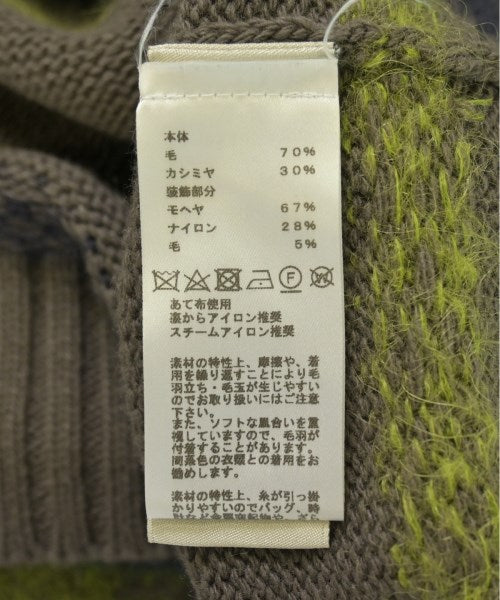 本体
毛 70%
カシミヤ 30%
装飾部分
モヘヤ 67%
ナイロン 28%
毛 5%
F
W
あて布使用
裏からアイロン推奨
スチームアイロン推奨
素材の特性上、摩擦や、着
用を繰り返すことにより毛
羽立ち・毛玉が生じやすい
のでお取り扱いにはご注意
下さい。
また、ソフトな風合いを重
視していますので、毛羽が
付着することがあります。
同系色の衣類との着用をお
勧めします。
素材の特性上、糸が引っ掛
かりやすいのでバッグ、時